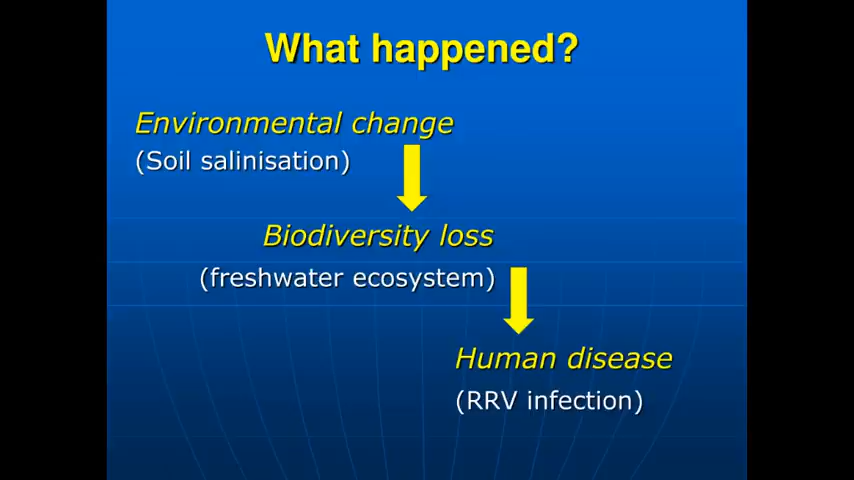 What happened?
Environmental change
(Soil salinisation)
Biodiversity loss
(freshwater ecosystem)
Human disease
(RRV infection)